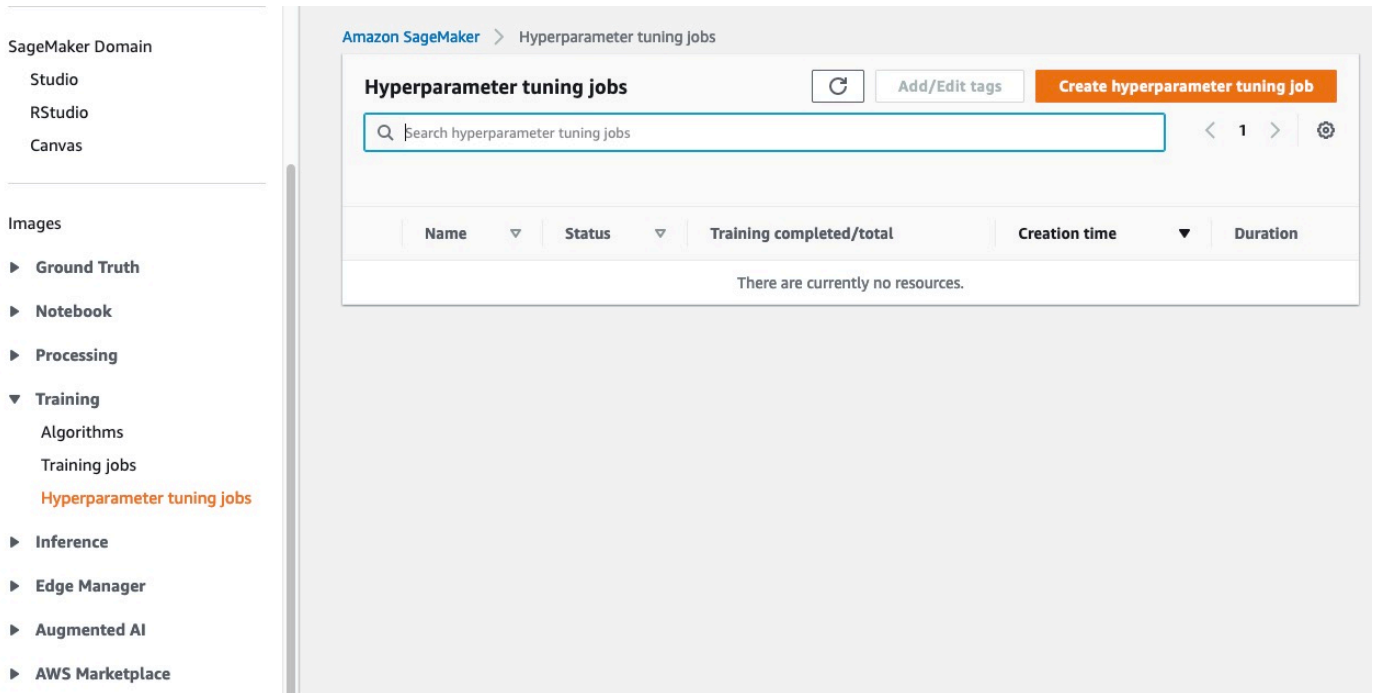 SageMaker Domain
Studio
RStudio
Canvas
Images
Ground Truth
Notebook
Processing
Training
Algorithms
Training jobs
Hyperparameter tuning jobs
Inference
Edge Manager
Augmented AI
AWS Marketplace
Amazon SageMaker > Hyperparameter tuning jobs
Hyperparameter tuning jobs Add/Edit tags Create hyperparameter tuning job
Search hyperparameter tuning jobs < 1 >
Name Status Training completed/total Creation time Duration
There are currently no resources.